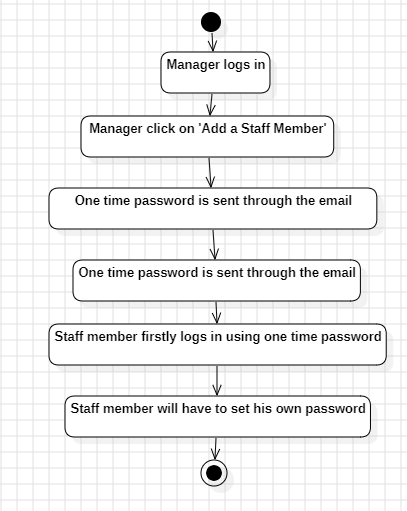 Manager logs in
Manager click on 'Add a Staff Member'
One time password is sent through the email
One time password is sent through the email
Staff member firstly logs in using one time password
Staff member will have to set his own password